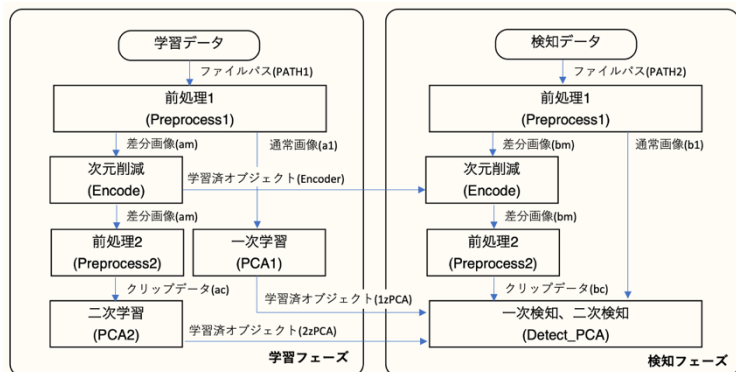 学習データ
ファイルパス(PATH1)
前処理1
(Preprocess1)
差分画像(am)
通常画像(a1)
次元削減
(Encode)
学習済オブジェクト(Encoder)
差分画像(am)
前処理2
(Preprocess2)
一次学習
(PCA1)
クリップデータ(ac)
学習済オブジェクト(1zPCA)
二次学習
(PCA2)
学習済オブジェクト(2zPCA)
学習フェーズ
検知データ
ファイルパス(PATH2)
前処理1
(Preprocess1)
差分画像(bm)
通常画像(b1)
次元削減
(Encode)
差分画像(bm)
前処理2
(Preprocess2)
クリップデータ(bc)
一次検知、二次検知
(Detect_PCA)
検知フェーズ